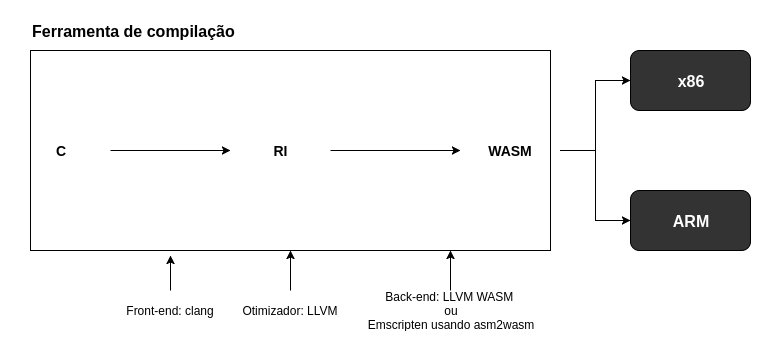 Ferramenta de compilação
x86
C
RI
WASM
ARM
Front-end: clang
Otimizador: LLVM
Back-end: LLVM WASM
ou
Emscripten usando asm2wasm